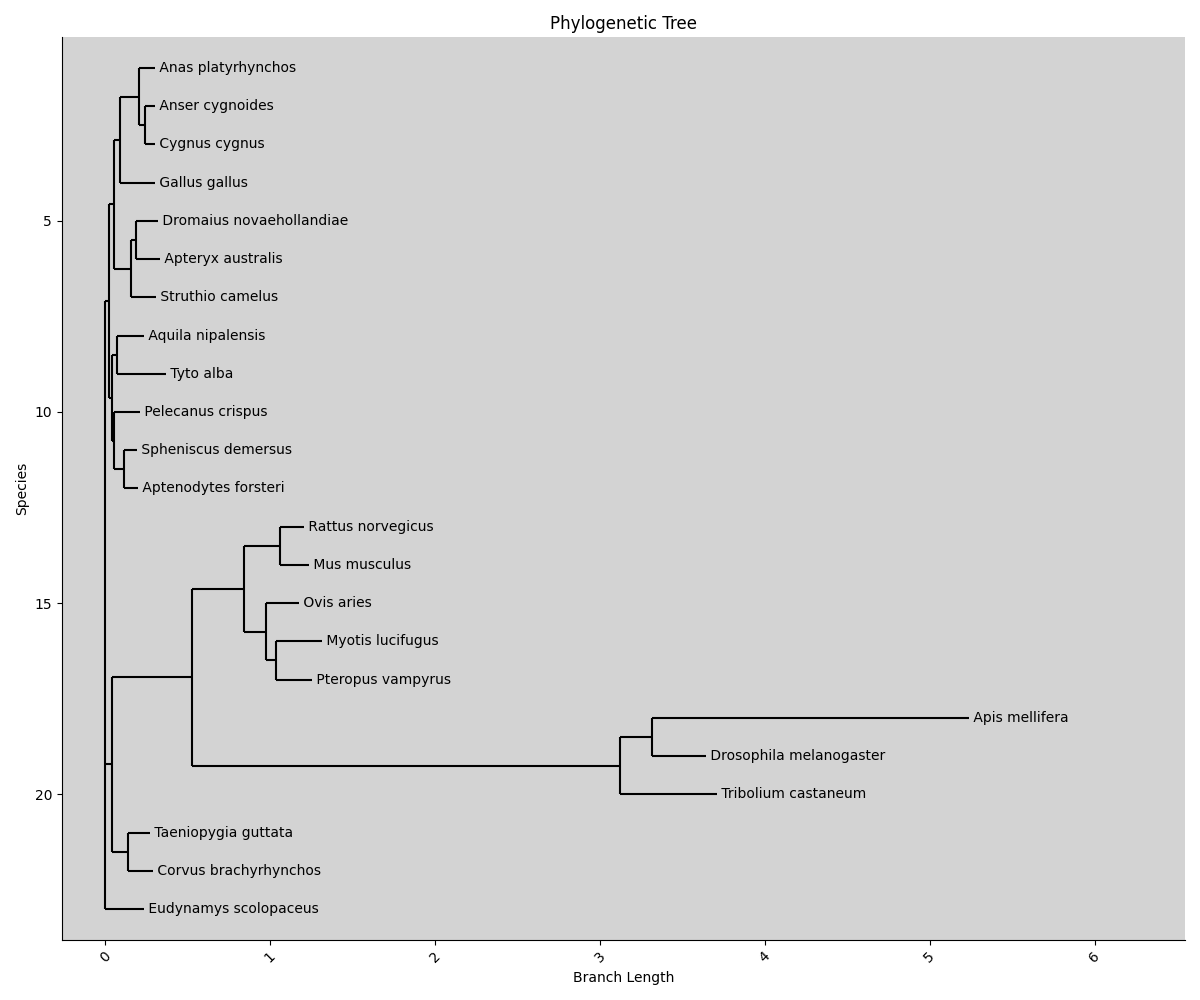 Phylogenetic Tree
Anas platyrhynchos
Anser cygnoides
Cygnus cygnus
Gallus gallus
5
Dromaius novaehollandiae
Apteryx australis
Struthio camelus
Aquila nipalensis
Tyto alba
10
Pelecanus crispus
Spheniscus demersus
Species
Aptenodytes forsteri
Rattus norvegicus
Mus musculus
15
Ovis aries
Myotis lucifugus
Pteropus vampyrus
Apis mellifera
Drosophila melanogaster
20
Tribolium castaneum
Taeniopygia guttata
Corvus brachyrhynchos
Eudynamys scolopaceus
0 1 2 3 4 5 6
Branch Length